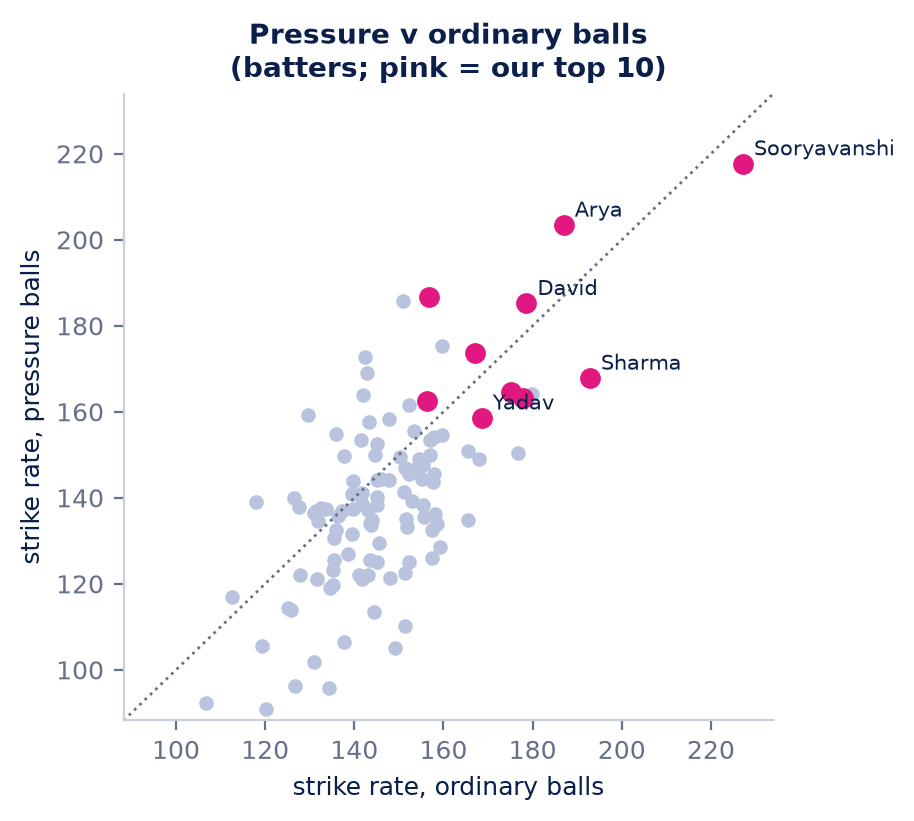 Pressure v ordinary balls
(batters; pink = our top 10)
Sooryavanshi
Arya
David
Sharma
Yadav
strike rate, pressure balls
220
200
180
160
140
120
100
100 120 140 160 180 200 220
strike rate, ordinary balls